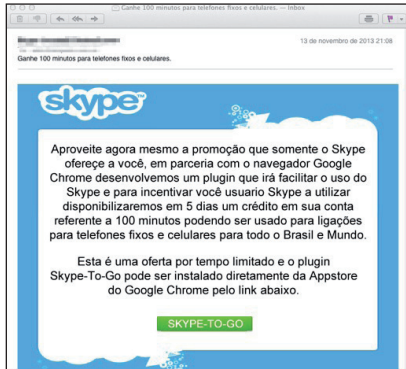 Ganhe 100 minutos para telefones fixos e celulares. — Inbox
13 de novembro de 2013 21:08
Ganhe 100 minutos para telefones fixos e celulares.
skype
Aproveite agora mesmo a promoção que somente o Skype
ofereçe a você, em parceria com o navegador Google
Chrome desenvolvemos um plugin que irá facilitar o uso do
Skype e para incentivar você usuario Skype a utilizar
disponibilizaremos em 5 dias um crédito em sua conta
referente a 100 minutos podendo ser usado para ligações
para telefones fixos e celulares para todo o Brasil e Mundo.
Esta é uma oferta por tempo limitado e o plugin
Skype-To-Go pode ser instalado diretamente da Appstore
do Google Chrome pelo link abaixo.
SKYPE-TO-GO